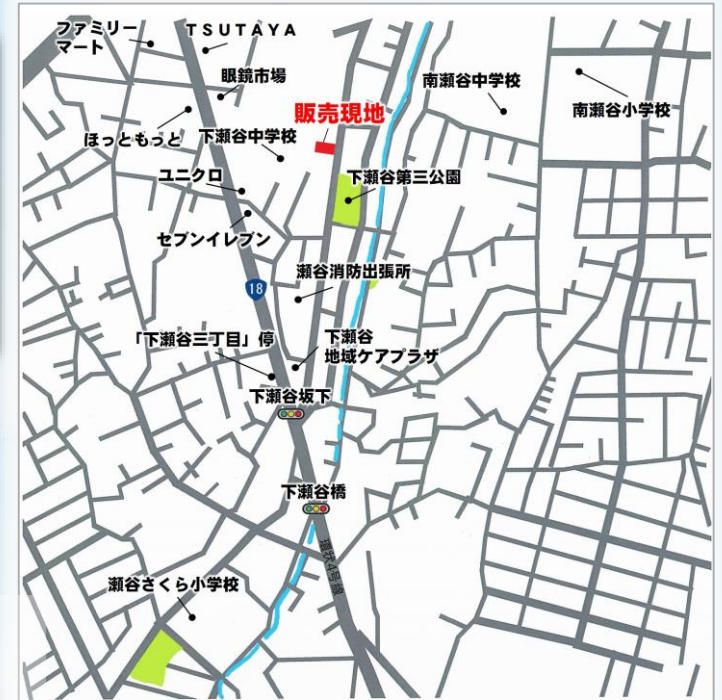 ファミリー
マート
TSUTAYA
眼鏡市場
南瀬谷中学校
南瀬谷小学校
販売現地
ほっともっと
下瀬谷中学校
下瀬谷第三公園
ユニクロ
セブンイレブン
瀬谷消防出張所
18
「下瀬谷三丁目」停
下瀬谷
地域ケアプラザ
下瀬谷坂下
下瀬谷橋
環状4号線
瀬谷さくら小学校